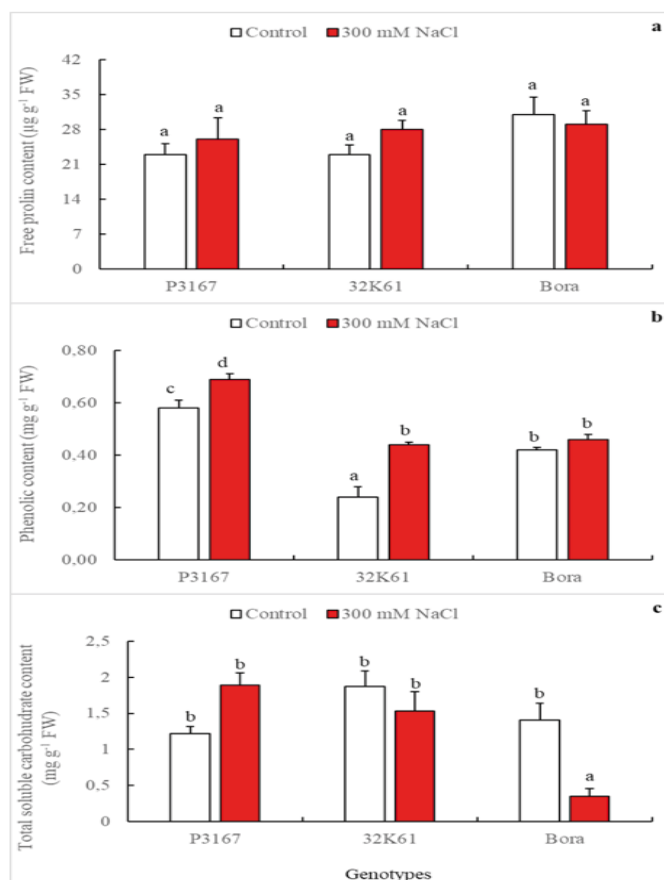 Control 300 mM NaCl a
Free prolin content (µg g⁻¹ FW)
42
35
28
21
14
7
0
a a a a a a
P3167 32K61 Bora
Control 300 mM NaCl b
Phenolic content (mg g⁻¹ FW)
0,80
0,60
0,40
0,20
0,00
c d a b b b
P3167 32K61 Bora
Control 300 mM NaCl c
Total soluble carbohudrate content
(mg g⁻¹ FW)
2,5
2
1,5
1
0,5
0
b b b b b a
P3167 32K61 Bora
Genotypes